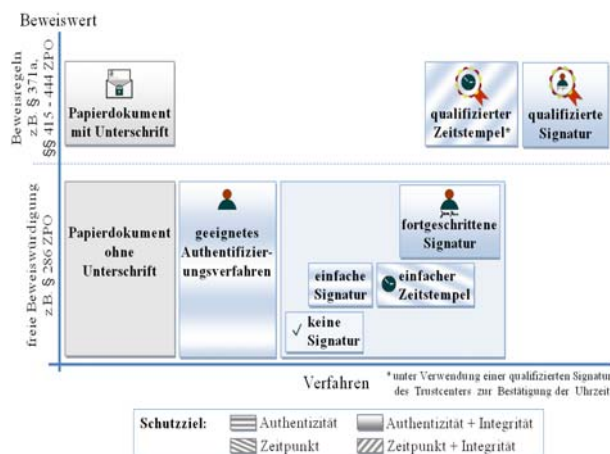 Beweiswert
Beweisregeln
z.B. § 371a,
§§ 415 - 444 ZPO
Papierdokument
mit Unterschrift
qualifizierter
Zeitstempel*
qualifizierte
Signatur
freie Beweiswürdigung
z.B. § 286 ZPO
Papierdokument
ohne
Unterschrift
geeignetes
Authentifizier-
ungsverfahren
fortgeschrittene
Signatur
einfache
Signatur
einfacher
Zeitstempel
✓ keine
Signatur
Verfahren
* unter Verwendung einer qualifizierten Signatur
des Trustcenters zur Bestätigung der Uhrzeit
Schutzziel:
Authentizität
Authentizität + Integrität
Zeitpunkt
Zeitpunkt + Integrität